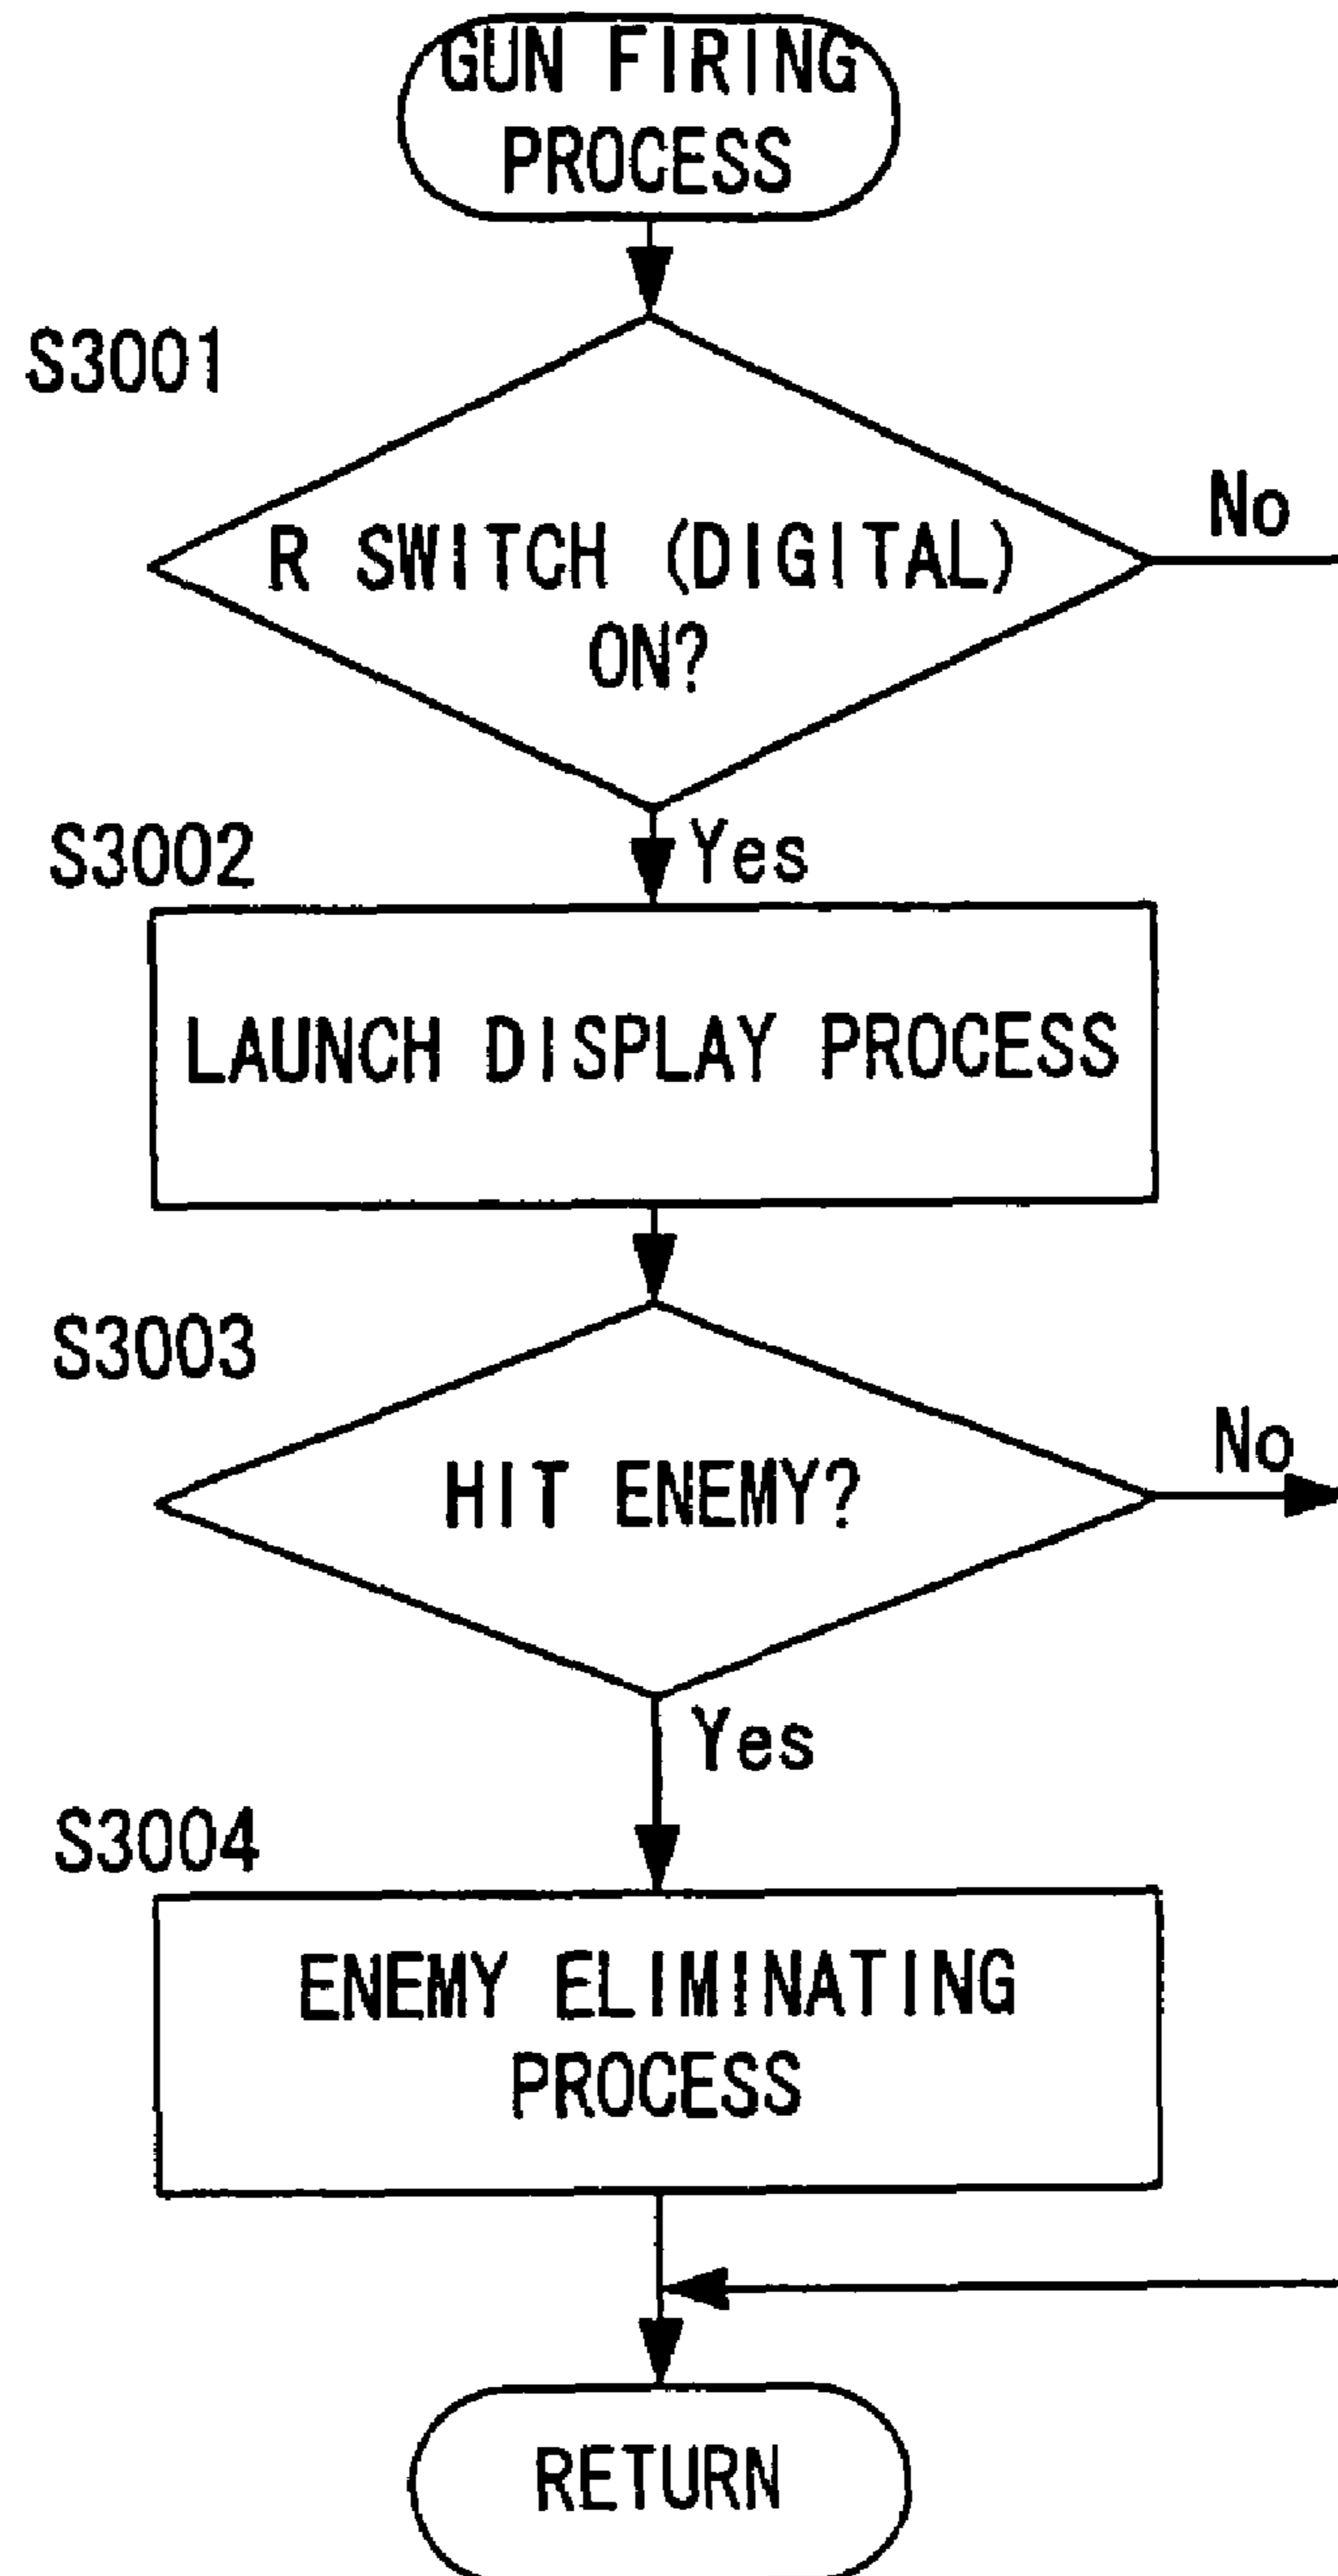 GUN FIRING
PROCESS
S3001
R SWITCH (DIGITAL)
ON?
No
Yes
S3002
LAUNCH DISPLAY PROCESS
S3003
HIT ENEMY?
No
Yes
S3004
ENEMY ELIMINATING
PROCESS
RETURN